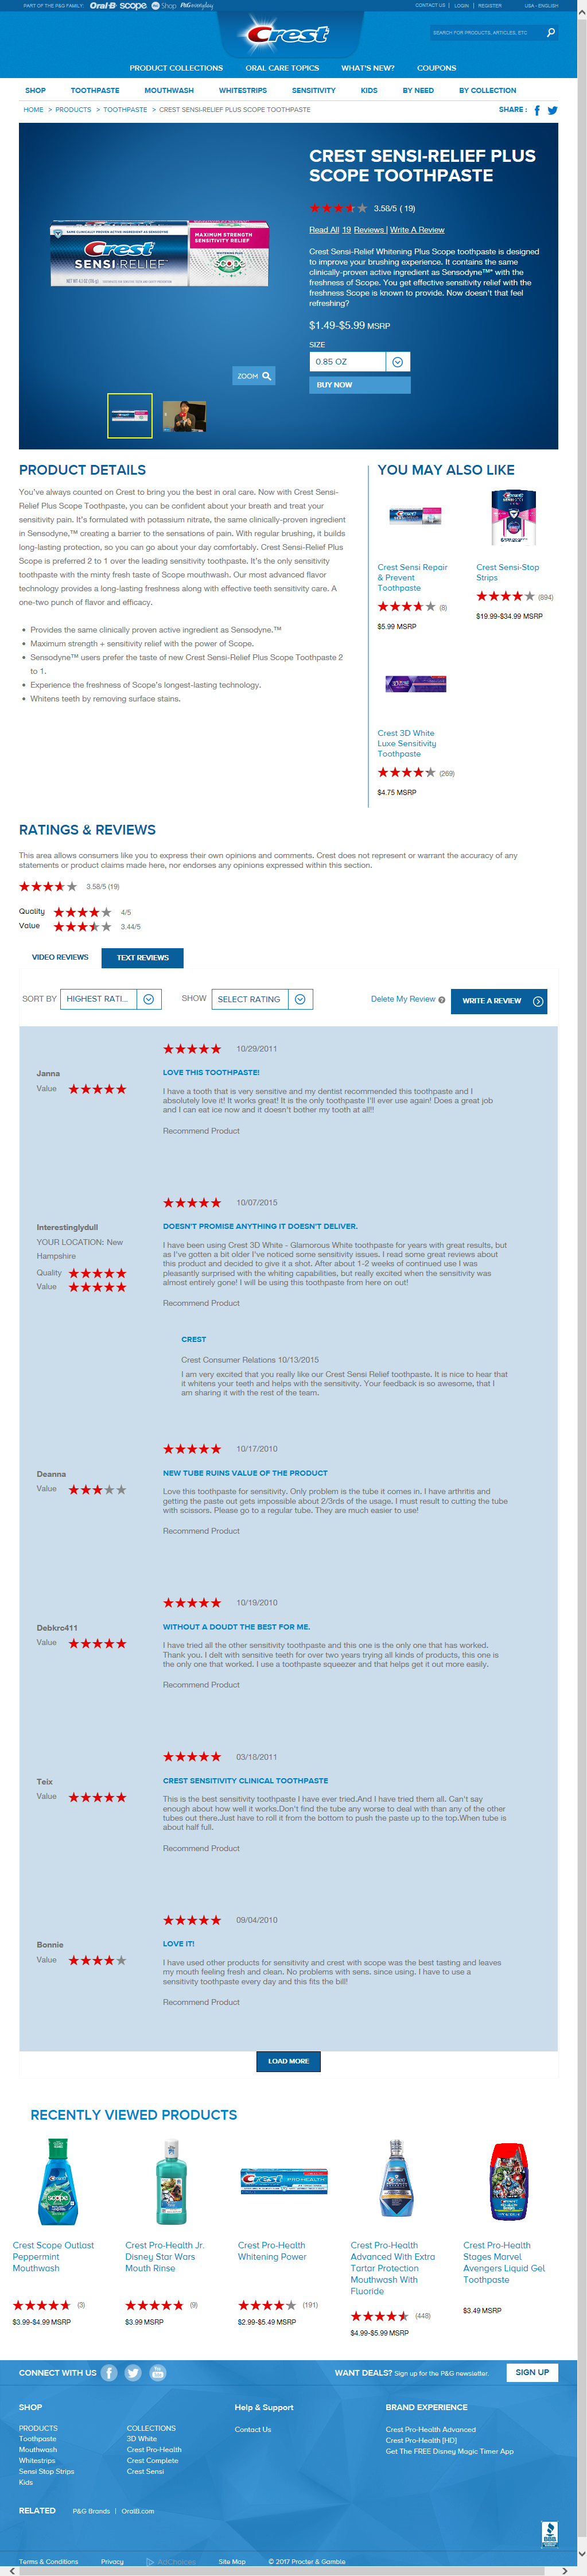 PART OF THE P&G FAMILY: Oral-B scope Shop P&G everyday
CONTACT US | LOGIN | REGISTER USA - ENGLISH
Crest
SEARCH FOR PRODUCTS, ARTICLES, ETC
PRODUCT COLLECTIONS ORAL CARE TOPICS WHAT'S NEW? COUPONS
SHOP TOOTHPASTE MOUTHWASH WHITESTRIPS SENSITIVITY KIDS BY NEED BY COLLECTION
HOME > PRODUCTS > TOOTHPASTE > CREST SENSI-RELIEF PLUS SCOPE TOOTHPASTE
SHARE :
CREST SENSI-RELIEF PLUS
SCOPE TOOTHPASTE
3.58/5 ( 19)
Read All 19 Reviews | Write A Review
Crest Sensi-Relief Whitening Plus Scope toothpaste is designed
to improve your brushing experience. It contains the same
clinically-proven active ingredient as Sensodyne™* with the
freshness of Scope. You get effective sensitivity relief with the
freshness Scope is known to provide. Now doesn't that feel
refreshing?
$1.49-$5.99 MSRP
SIZE
0.85 OZ
BUY NOW
Crest
SENSI-RELIEF
MAXIMUM STRENGTH
SENSITIVITY RELIEF
ZOOM
PRODUCT DETAILS
You've always counted on Crest to bring you the best in oral care. Now with Crest Sensi-
Relief Plus Scope Toothpaste, you can be confident about your breath and treat your
sensitivity pain. It's formulated with potassium nitrate, the same clinically-proven ingredient
in Sensodyne,™ creating a barrier to the sensations of pain. With regular brushing, it builds
long-lasting protection, so you can go about your day comfortably. Crest Sensi-Relief Plus
Scope is preferred 2 to 1 over the leading sensitivity toothpaste. It's the only sensitivity
toothpaste with the minty fresh taste of Scope mouthwash. Our most advanced flavor
technology provides a long-lasting freshness along with effective teeth sensitivity care. A
one-two punch of flavor and efficacy.
• Provides the same clinically proven active ingredient as Sensodyne.™
• Maximum strength + sensitivity relief with the power of Scope.
• Sensodyne™ users prefer the taste of new Crest Sensi-Relief Plus Scope Toothpaste 2
to 1.
• Experience the freshness of Scope's longest-lasting technology.
• Whitens teeth by removing surface stains.
YOU MAY ALSO LIKE
Crest Sensi Repair
& Prevent
Toothpaste
(8)
$5.99 MSRP
Crest Sensi-Stop
Strips
(894)
$19.99-$34.99 MSRP
Crest 3D White
Luxe Sensitivity
Toothpaste
(269)
$4.75 MSRP
RATINGS & REVIEWS
This area allows consumers like you to express their own opinions and comments. Crest does not represent or warrant the accuracy of any
statements or product claims made here, nor endorses any opinions expressed within this section.
3.58/5 (19)
Quality 4/5
Value 3.44/5
VIDEO REVIEWS TEXT REVIEWS
SORT BY HIGHEST RATI... SHOW SELECT RATING Delete My Review WRITE A REVIEW
10/29/2011
Janna
Value
LOVE THIS TOOTHPASTE!
I have a tooth that is very sensitive and my dentist recommended this toothpaste and I
absolutely love it! It works great! It is the only toothpaste I'll ever use again! Does a great job
and I can eat ice now and it doesn't bother my tooth at all!!
Recommend Product
10/07/2015
Interestinglydull
YOUR LOCATION: New
Hampshire
Quality
Value
DOESN'T PROMISE ANYTHING IT DOESN'T DELIVER.
I have been using Crest 3D White - Glamorous White toothpaste for years with great results, but
as I've gotten a bit older I've noticed some sensitivity issues. I read some great reviews about
this product and decided to give it a shot. After about 1-2 weeks of continued use I was
pleasantly surprised with the whiting capabilities, but really excited when the sensitivity was
almost entirely gone! I will be using this toothpaste from here on out!
Recommend Product
CREST
Crest Consumer Relations 10/13/2015
I am very excited that you really like our Crest Sensi Relief toothpaste. It is nice to hear that
it whitens your teeth and helps with the sensitivity. Your feedback is so awesome, that I
am sharing it with the rest of the team.
10/17/2010
Deanna
Value
NEW TUBE RUINS VALUE OF THE PRODUCT
Love this toothpaste for sensitivity. Only problem is the tube it comes in. I have arthritis and
getting the paste out gets impossible about 2/3rds of the usage. I must result to cutting the tube
with scissors. Please go to a regular tube. They are much easier to use!
Recommend Product
10/19/2010
Debkrc411
Value
WITHOUT A DOUBT THE BEST FOR ME.
I have tried all the other sensitivity toothpaste and this one is the only one that has worked.
Thank you. I delt with sensitive teeth for over two years trying all kinds of products, this one is
the only one that worked. I use a toothpaste squeezer and that helps get it out more easily.
Recommend Product
03/18/2011
Teix
Value
CREST SENSITIVITY CLINICAL TOOTHPASTE
This is the best sensitivity toothpaste I have ever tried.And I have tried them all. Can't say
enough about how well it works.Don't find the tube any worse to deal with than any of the other
tubes out there..Just have to roll it from the bottom to push the paste up to the top.When tube is
about half full.
Recommend Product
09/04/2010
Bonnie
Value
LOVE IT!
I have used other products for sensitivity and crest with scope was the best tasting and leaves
my mouth feeling fresh and clean. No problems with sens. since using. I have to use a
sensitivity toothpaste every day and this fits the bill!
Recommend Product
LOAD MORE
RECENTLY VIEWED PRODUCTS
Crest Scope Outlast
Peppermint
Mouthwash
(3)
$3.99-$4.99 MSRP
Crest Pro-Health Jr.
Disney Star Wars
Mouth Rinse
(9)
$3.99 MSRP
Crest Pro-Health
Whitening Power
(191)
$2.99-$5.49 MSRP
Crest Pro-Health
Advanced With Extra
Tartar Protection
Mouthwash With
Fluoride
(448)
$4.99-$5.99 MSRP
Crest Pro-Health
Stages Marvel
Avengers Liquid Gel
Toothpaste
$3.49 MSRP
CONNECT WITH US
WANT DEALS? Sign up for the P&G newsletter. SIGN UP
SHOP
PRODUCTS
Toothpaste
Mouthwash
Whitestrips
Sensi Stop Strips
Kids
COLLECTIONS
3D White
Crest Pro-Health
Crest Complete
Crest Sensi
Help & Support
Contact Us
BRAND EXPERIENCE
Crest Pro-Health Advanced
Crest Pro-Health [HD]
Get The FREE Disney Magic Timer App
RELATED P&G Brands | OralB.com
BBB
Terms & Conditions Privacy AdChoices Site Map © 2017 Procter & Gamble